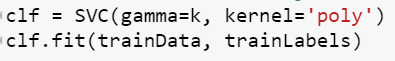 clf = SVC(gamma=k, kernel='poly')
clf.fit(trainData, trainLabels)